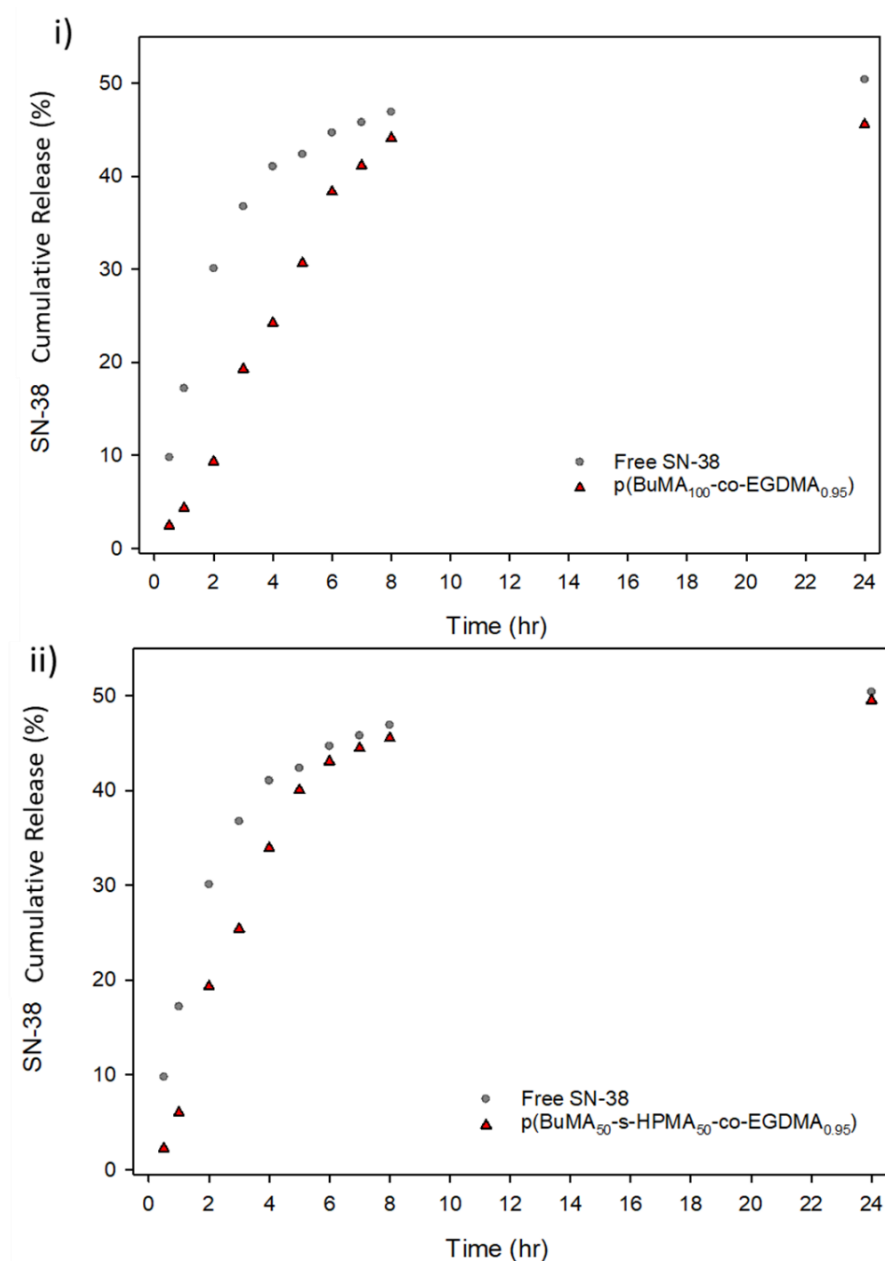 i)
SN-38 Cumulative Release (%)
50
40
30
20
10
0
Free SN-38
p(BuMA100-co-EGDMA0.95)
0 2 4 6 8 10 12 14 16 18 20 22 24
Time (hr)
ii)
SN-38 Cumulative Release (%)
50
40
30
20
10
0
Free SN-38
p(BuMA50-s-HPMA50-co-EGDMA0.95)
0 2 4 6 8 10 12 14 16 18 20 22 24
Time (hr)